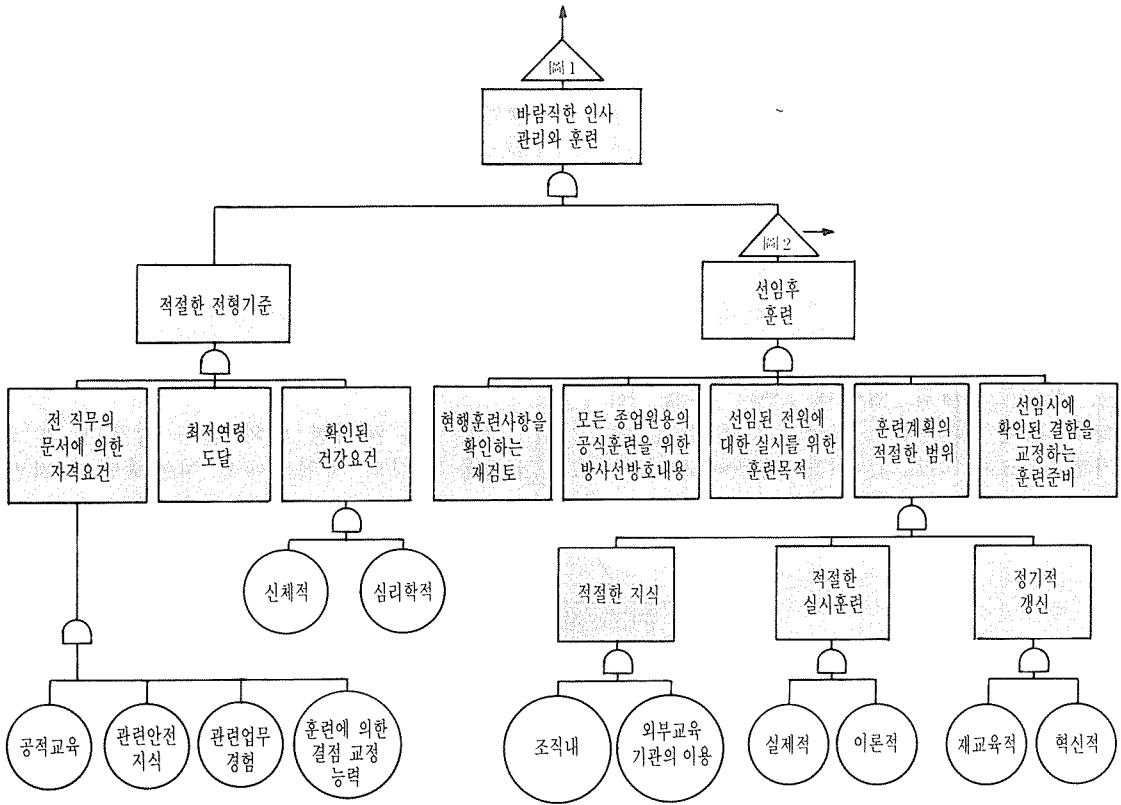 圖1
바람직한 인사
관리와 훈련
圖2
적절한 전형기준
선임후
훈련
전 직무의
문서에 의한
자격요건
최저연령
도달
확인된
건강요건
현행훈련사항을
확인하는
재검토
모든 종업원용의
공식훈련을 위한
방사선방호내용
선임된 전원에
대한 실시를 위한
훈련목적
훈련계획의
적절한 범위
선임시에
확인된 결함을
교정하는
훈련준비
신체적
심리학적
적절한 지식
적절한
실시훈련
정기적
갱신
공적교육
관련안전
지식
관련업무
경험
훈련에 의한
결점 교정
능력
조직내
외부교육
기관의 이용
실제적
이론적
재교육적
혁신적